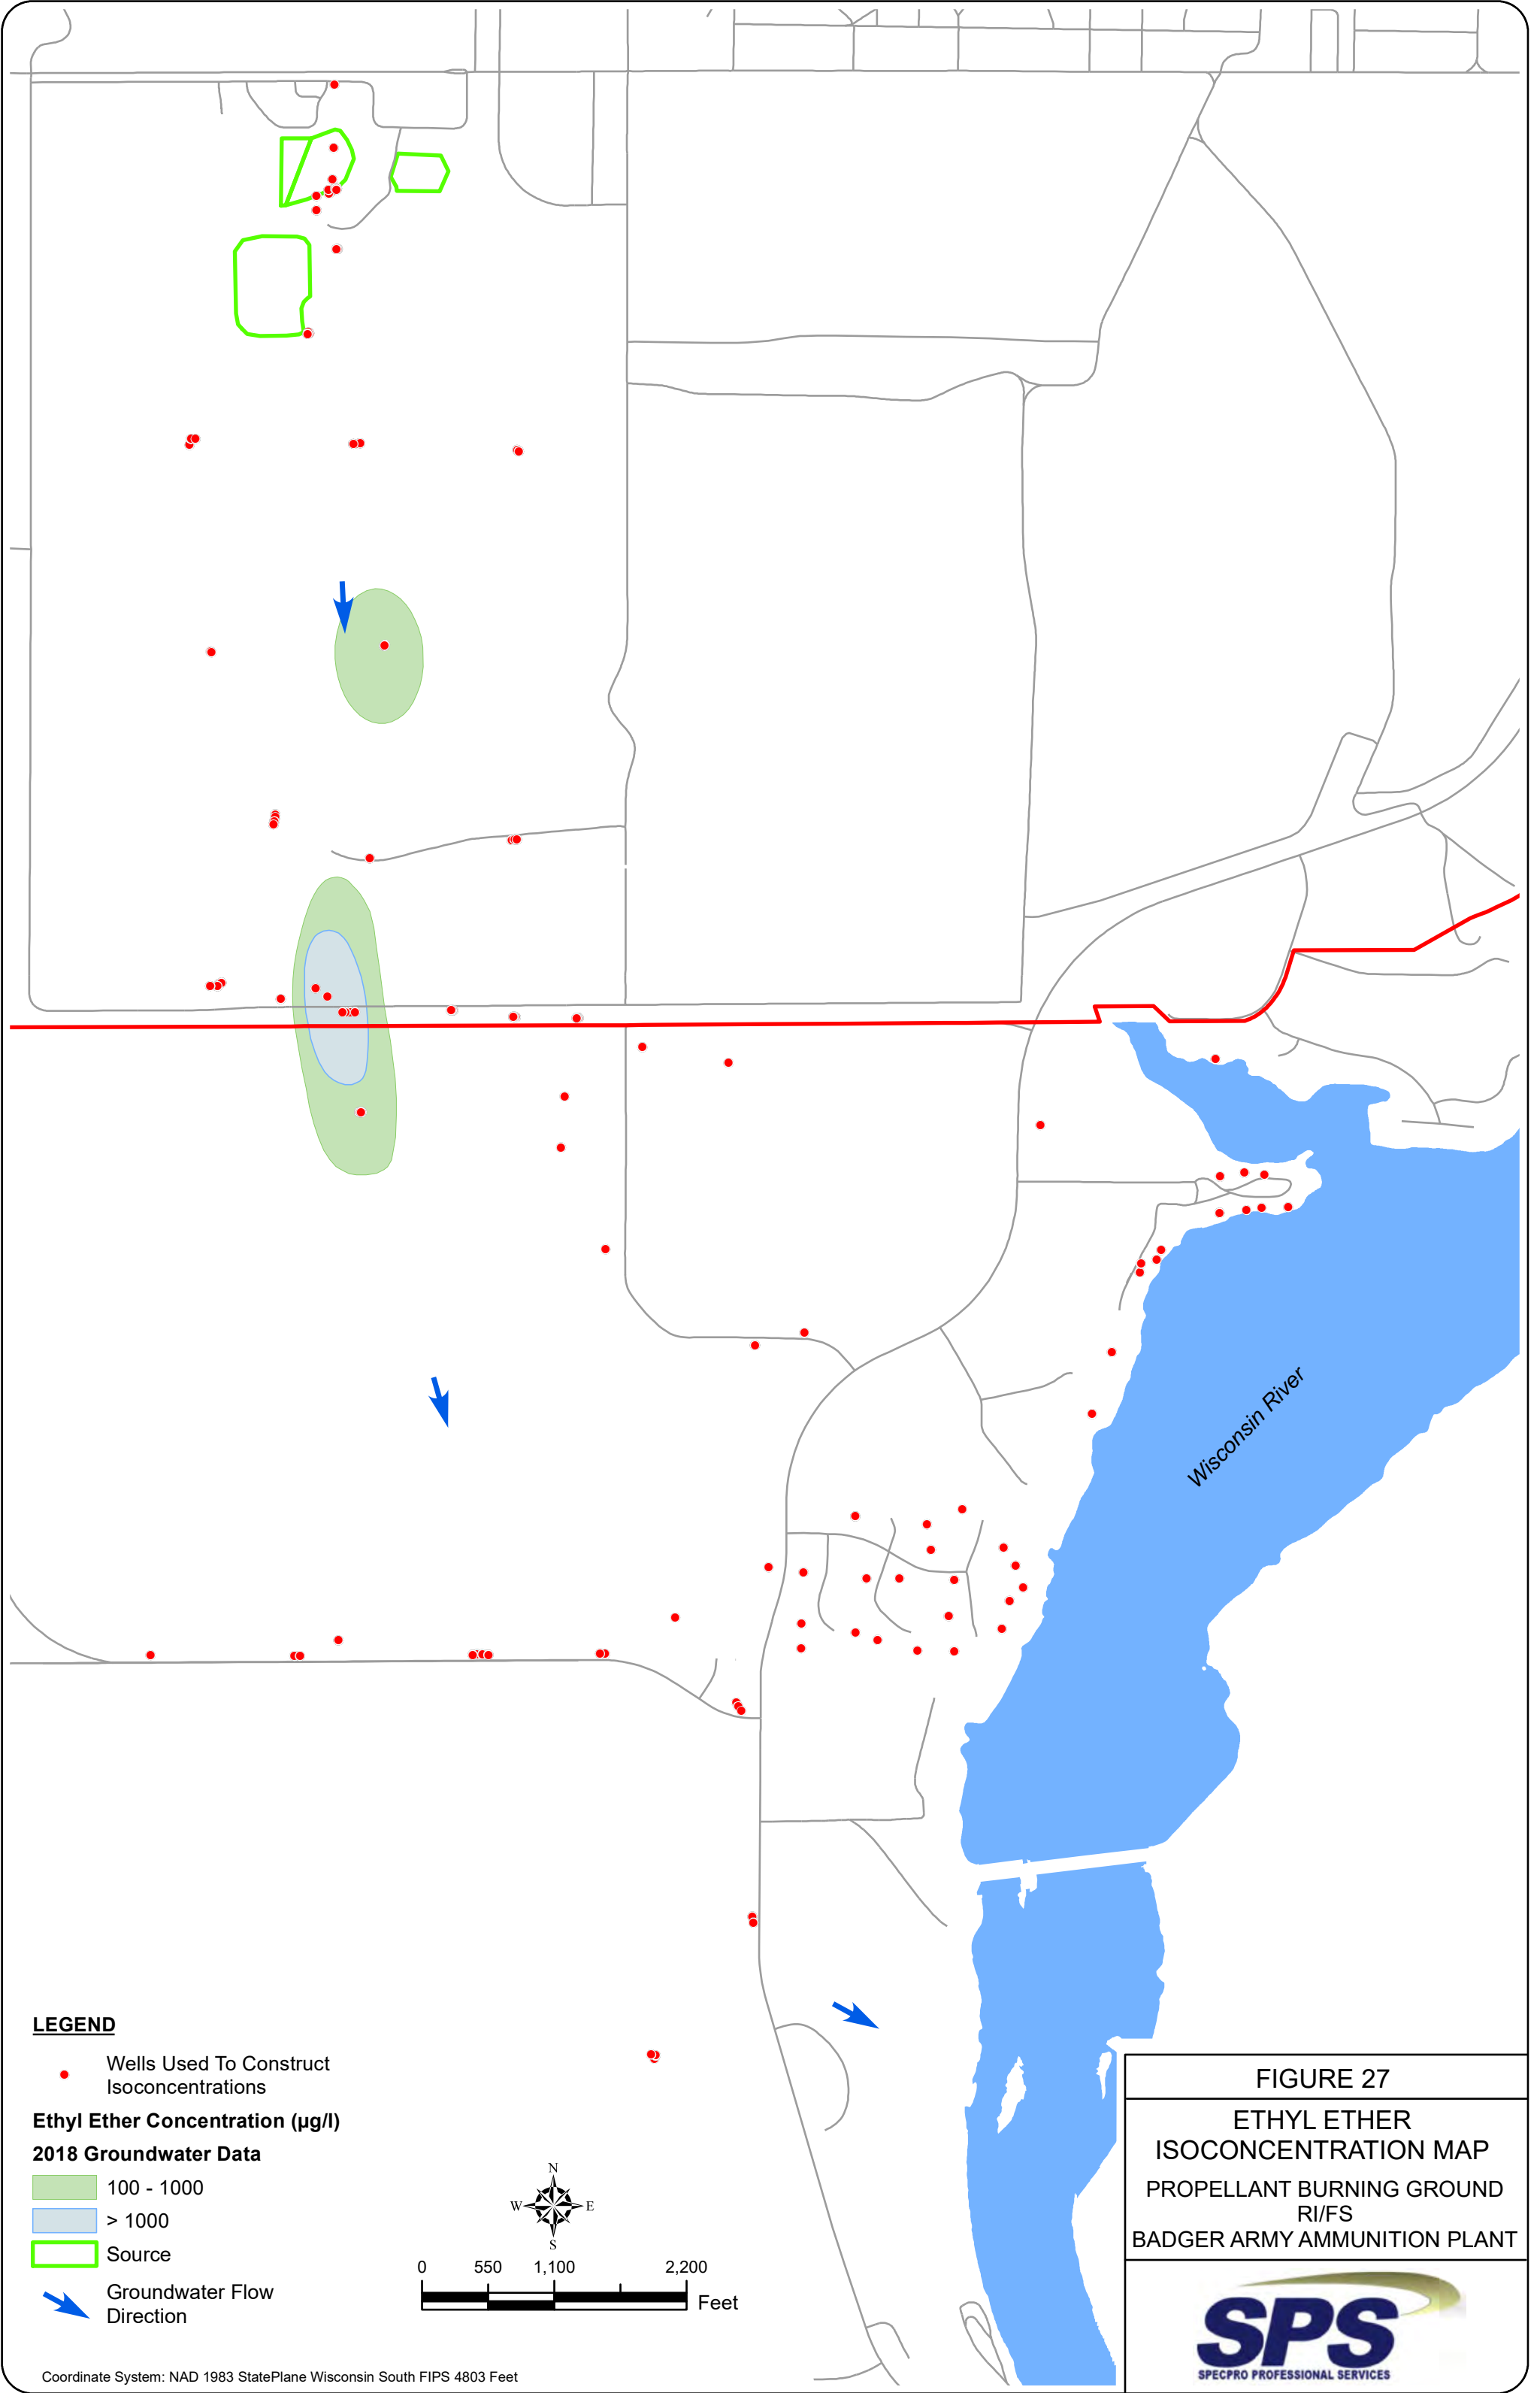 Wisconsin River
LEGEND
Wells Used To Construct
Isoconcentrations
Ethyl Ether Concentration (µg/l)
2018 Groundwater Data
100 - 1000
> 1000
Source
Groundwater Flow
Direction
N
W E
S
0 550 1,100 2,200
Feet
Coordinate System: NAD 1983 StatePlane Wisconsin South FIPS 4803 Feet
FIGURE 27
ETHYL ETHER
ISOCONCENTRATION MAP
PROPELLANT BURNING GROUND
RI/FS
BADGER ARMY AMMUNITION PLANT
SPS
SPECPRO PROFESSIONAL SERVICES